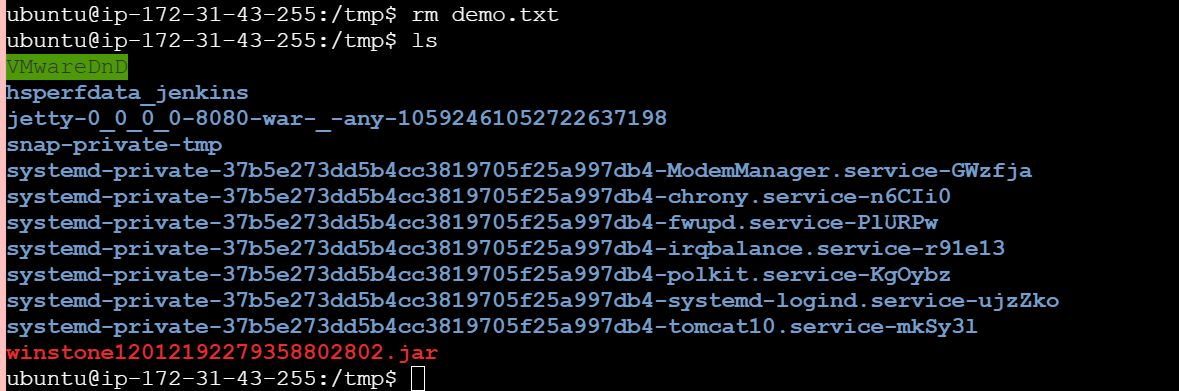 ubuntu@ip-172-31-43-255:/tmp$ rm demo.txt
ubuntu@ip-172-31-43-255:/tmp$ ls
VMwareDnD
hsperfdata_jenkins
jetty-0_0_0_0-8080-war-_-any-10592461052722637198
snap-private-tmp
systemd-private-37b5e273dd5b4cc3819705f25a997db4-ModemManager.service-GWzfja
systemd-private-37b5e273dd5b4cc3819705f25a997db4-chrony.service-n6CIi0
systemd-private-37b5e273dd5b4cc3819705f25a997db4-fwupd.service-PlURPw
systemd-private-37b5e273dd5b4cc3819705f25a997db4-irqbalance.service-r91e13
systemd-private-37b5e273dd5b4cc3819705f25a997db4-polkit.service-KgOybz
systemd-private-37b5e273dd5b4cc3819705f25a997db4-systemd-logind.service-ujzZko
systemd-private-37b5e273dd5b4cc3819705f25a997db4-tomcat10.service-mkSy3l
winstone12012192279358802802.jar
ubuntu@ip-172-31-43-255:/tmp$